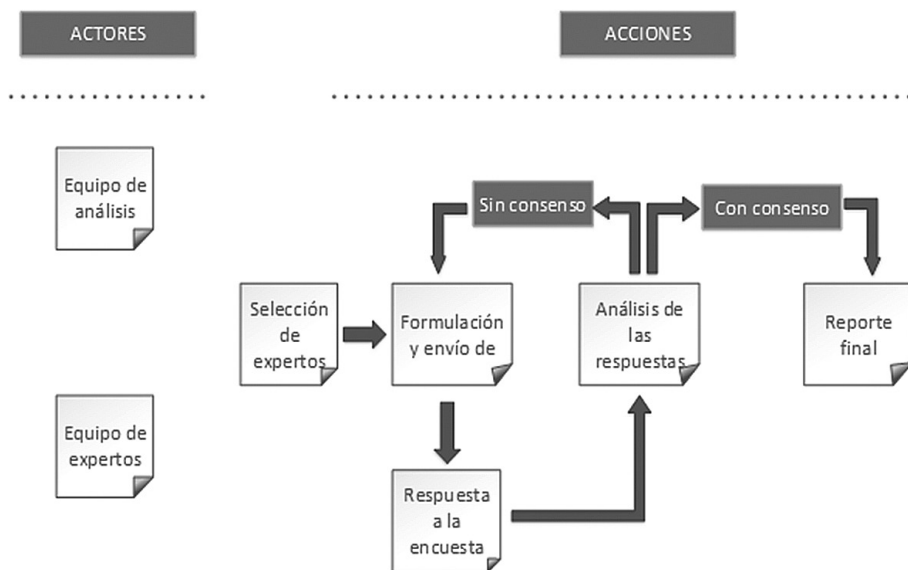 ACTORES
ACCIONES
Equipo de
análisis
Sin consenso
Con consenso
Selección
de
expertos
Formulación
y envío de
Análisis de
las
respuestas
Reporte
final
Equipo de
expertos
Respuesta
a la
encuesta